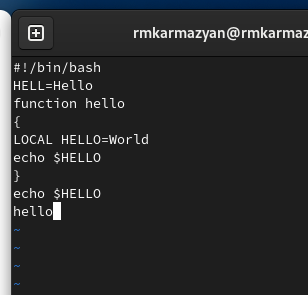 rmkarmazyan@rmkarmaz
#!/bin/bash
HELL=Hello
function hello
{
LOCAL HELLO=World
echo $HELLO
}
echo $HELLO
hello
~
~
~
~